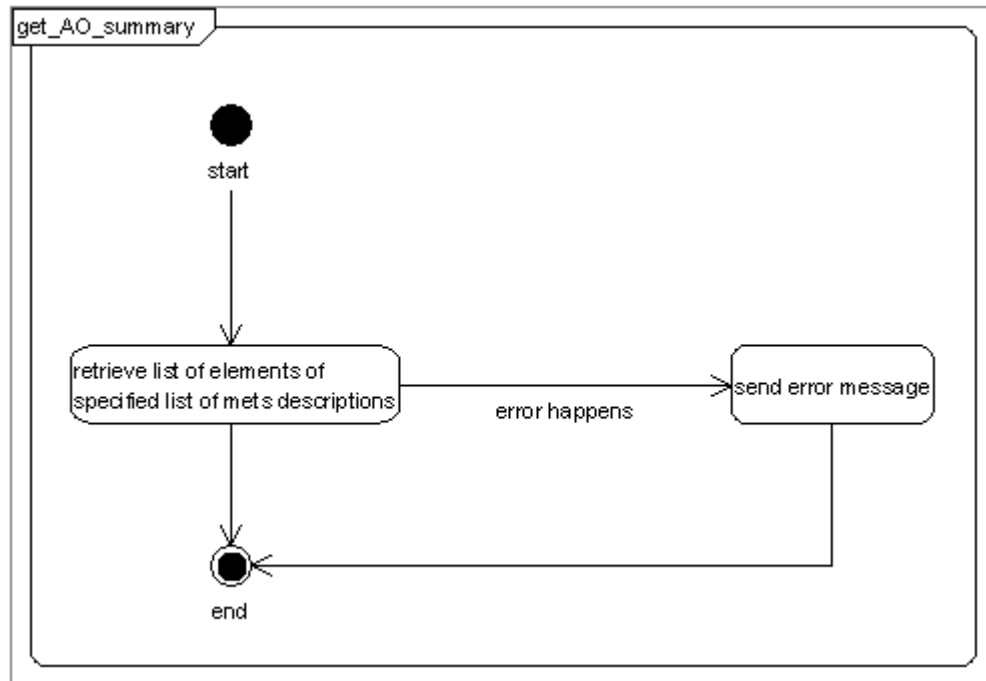 get_AO_summary
start
retrieve list of elements of
specified list of mets descriptions
error happens
send error message
end